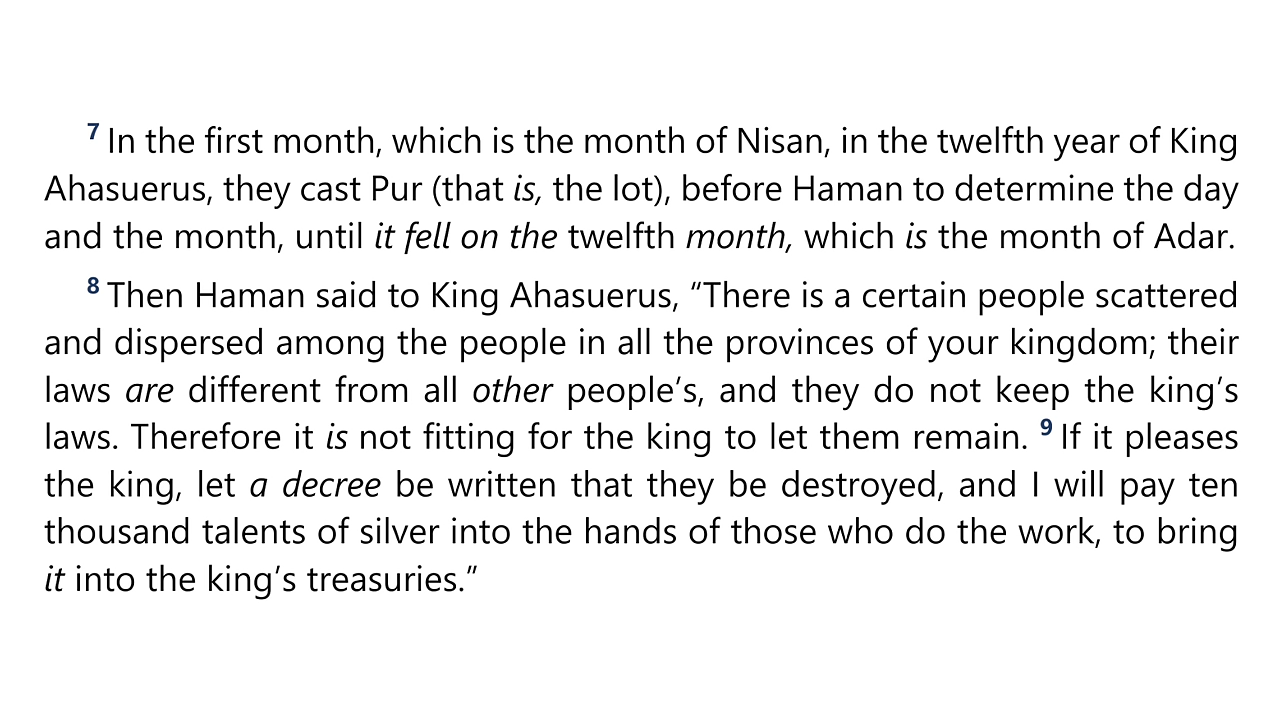 7 In the first month, which is the month of Nisan, in the twelfth year of King
Ahasuerus, they cast Pur (that is, the lot), before Haman to determine the day
and the month, until it fell on the twelfth month, which is the month of Adar.
8 Then Haman said to King Ahasuerus, “There is a certain people scattered
and dispersed among the people in all the provinces of your kingdom; their
laws are different from all other people’s, and they do not keep the king’s
laws. Therefore it is not fitting for the king to let them remain. 9 If it pleases
the king, let a decree be written that they be destroyed, and I will pay ten
thousand talents of silver into the hands of those who do the work, to bring
it into the king’s treasuries.”